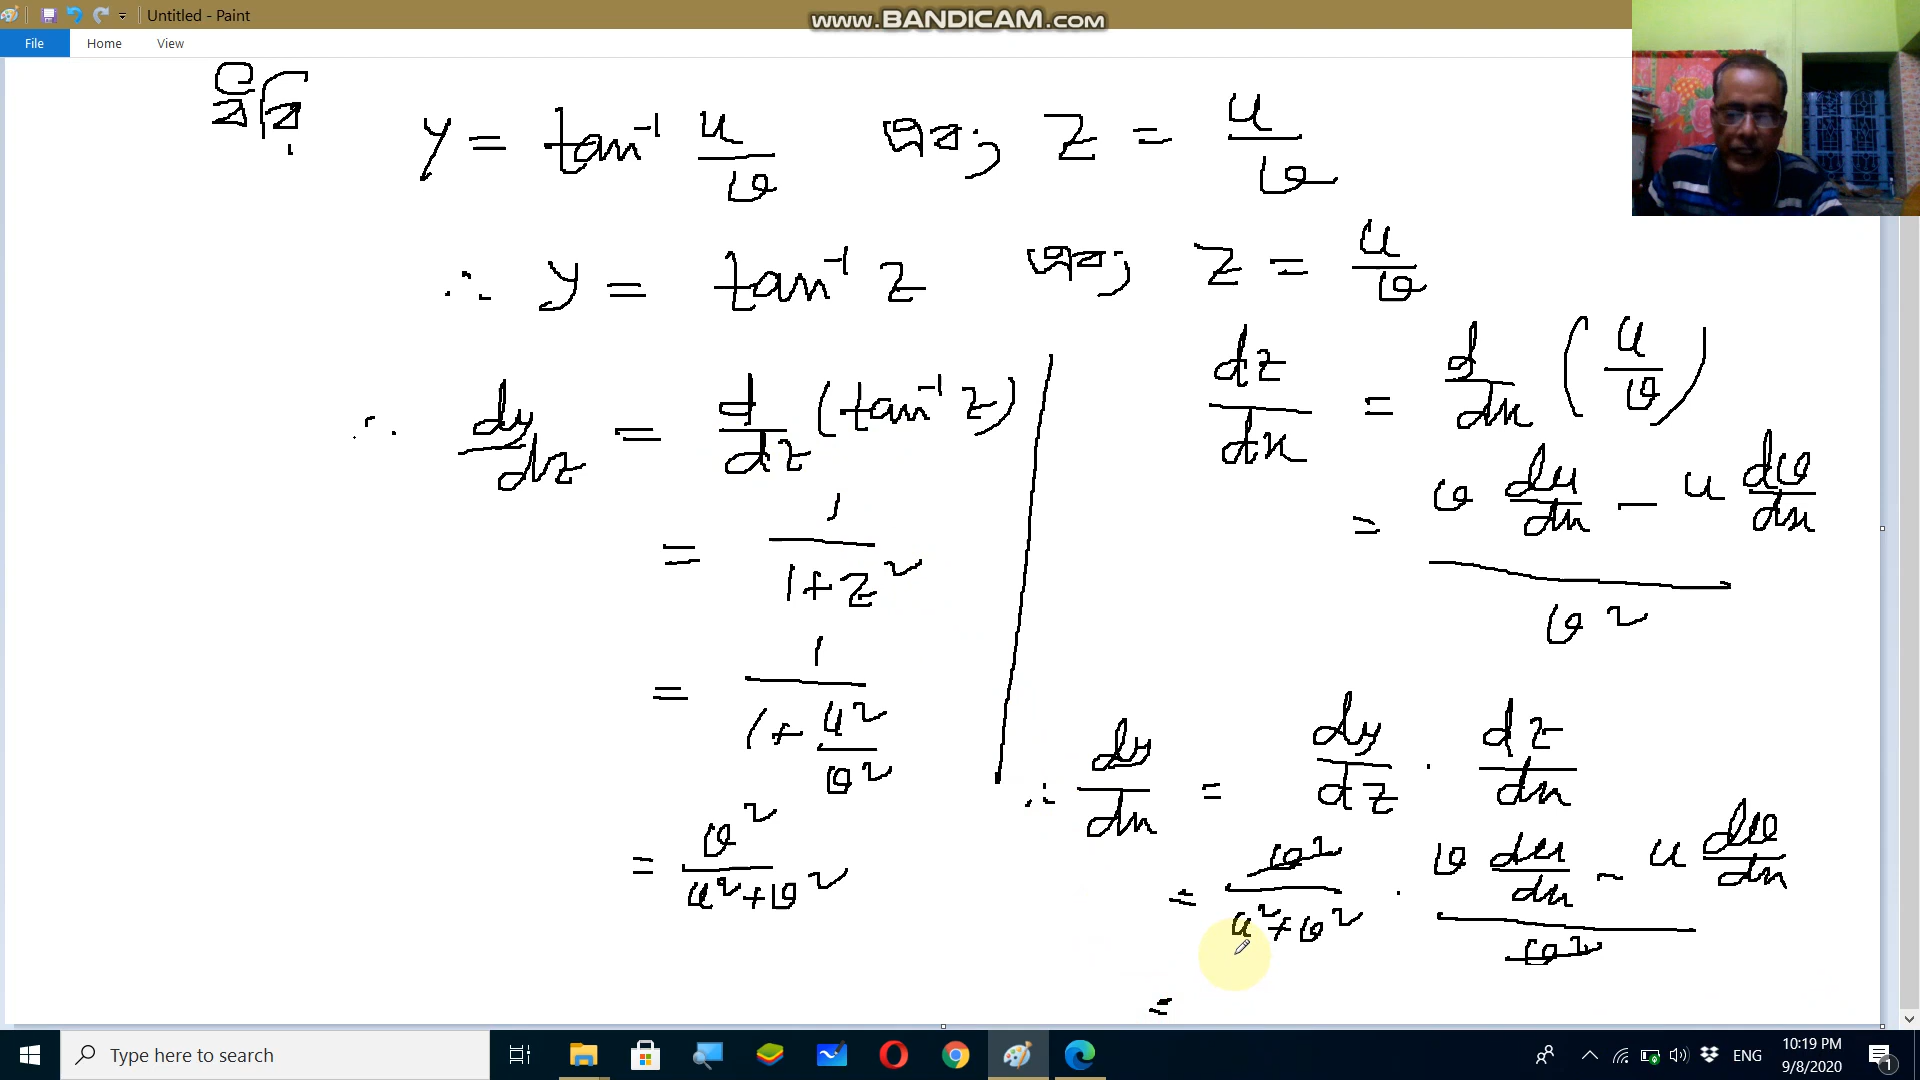 Untitled - Paint
www.BANDICAM.com
File Home View
y = tan⁻¹ u/v এবং z = u/v
∴ y = tan⁻¹ z এবং z = u/v
∴ dy/dz = d/dz (tan⁻¹ z)
= 1/(1+z²)
= 1/(1+u²/v²)
= v²/(u²+v²)
dz/dx = d/dx (u/v)
= (v du/dx - u dv/dx)/v²
∴ dy/dx = dy/dz · dz/dx
= v²/(u²+v²) · (v du/dx - u dv/dx)/v²
=
Type here to search
ENG
10:19 PM
9/8/2020
1